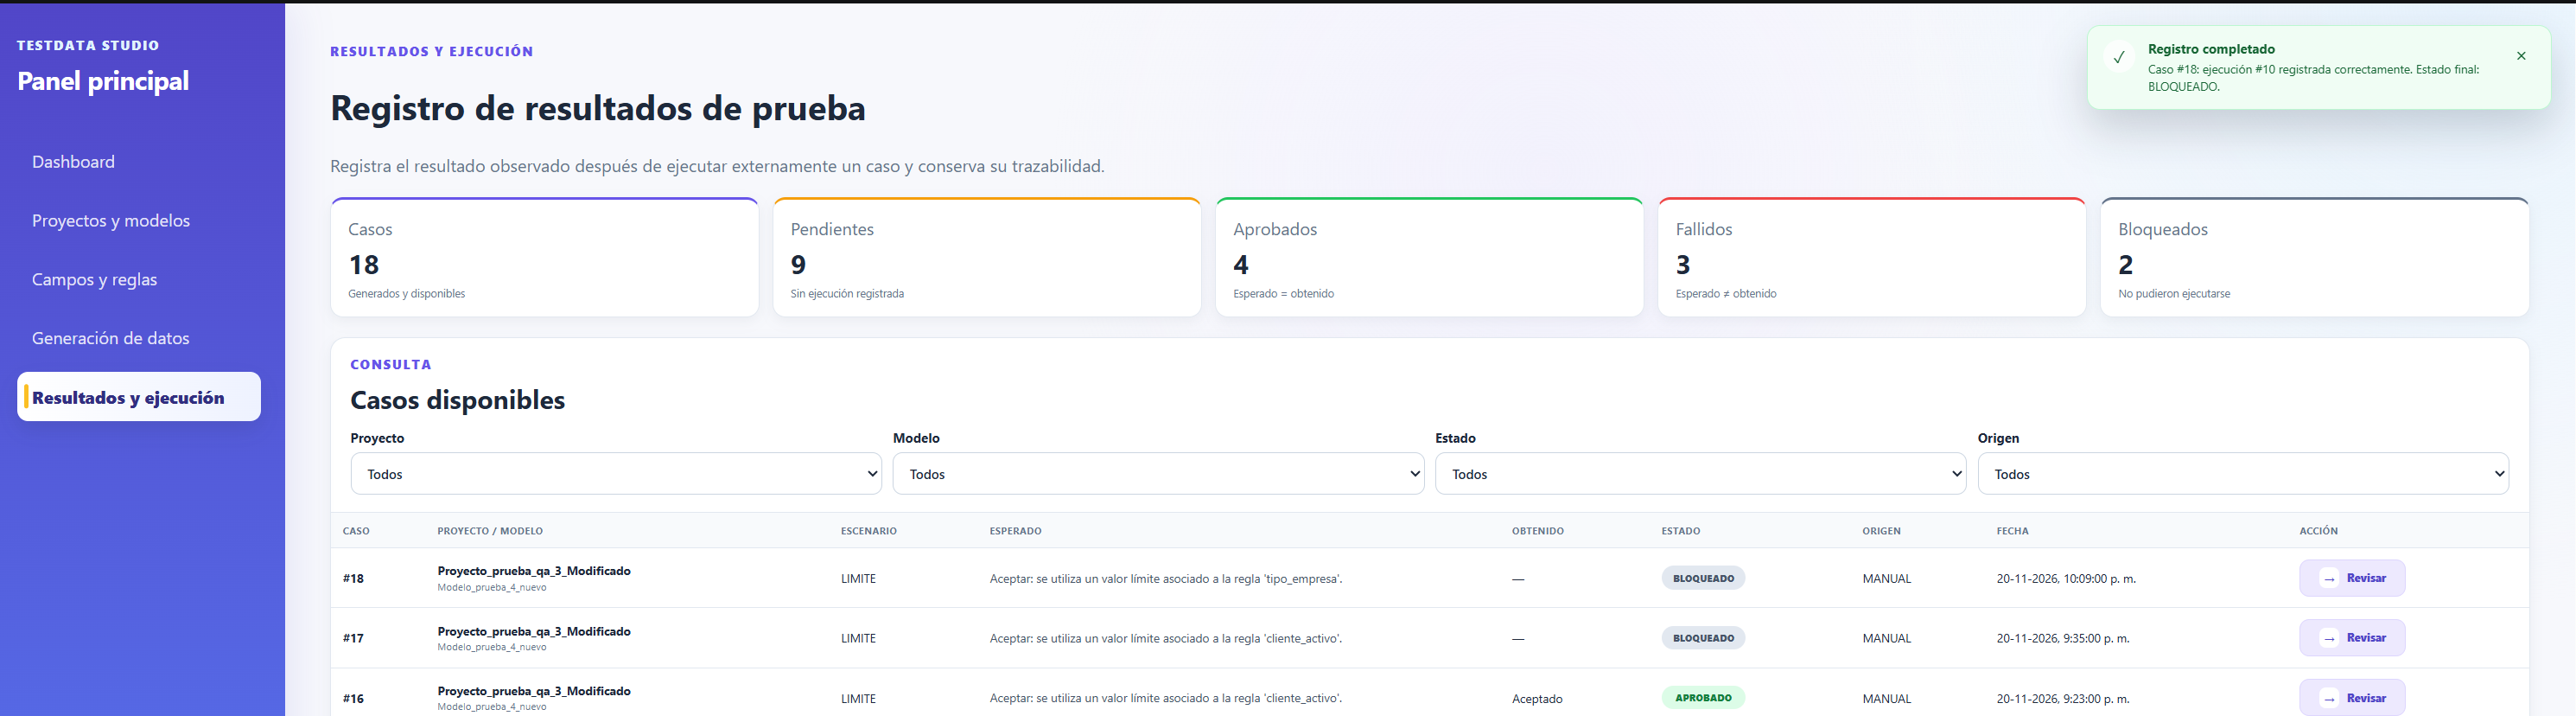 TESTDATA STUDIO
Panel principal
Dashboard
Proyectos y modelos
Campos y reglas
Generación de datos
Resultados y ejecución
RESULTADOS Y EJECUCIÓN
Registro de resultados de prueba
Registra el resultado observado después de ejecutar externamente un caso y conserva su trazabilidad.
✓ Registro completado ×
Caso #18: ejecución #10 registrada correctamente. Estado final:
BLOQUEADO.
Casos
18
Generados y disponibles
Pendientes
9
Sin ejecución registrada
Aprobados
4
Esperado = obtenido
Fallidos
3
Esperado ≠ obtenido
Bloqueados
2
No pudieron ejecutarse
CONSULTA
Casos disponibles
Proyecto Modelo Estado Origen
Todos Todos Todos Todos
CASO PROYECTO / MODELO ESCENARIO ESPERADO OBTENIDO ESTADO ORIGEN FECHA ACCIÓN
#18 Proyecto_prueba_qa_3_Modificado LIMITE Aceptar: se utiliza un valor límite asociado a la regla 'tipo_empresa'. — BLOQUEADO MANUAL 20-11-2026, 10:09:00 p. m. → Revisar
Modelo_prueba_4_nuevo
#17 Proyecto_prueba_qa_3_Modificado LIMITE Aceptar: se utiliza un valor límite asociado a la regla 'cliente_activo'. — BLOQUEADO MANUAL 20-11-2026, 9:35:00 p. m. → Revisar
Modelo_prueba_4_nuevo
#16 Proyecto_prueba_qa_3_Modificado LIMITE Aceptar: se utiliza un valor límite asociado a la regla 'cliente_activo'. Aceptado APROBADO MANUAL 20-11-2026, 9:23:00 p. m. → Revisar
Modelo_prueba_4_nuevo